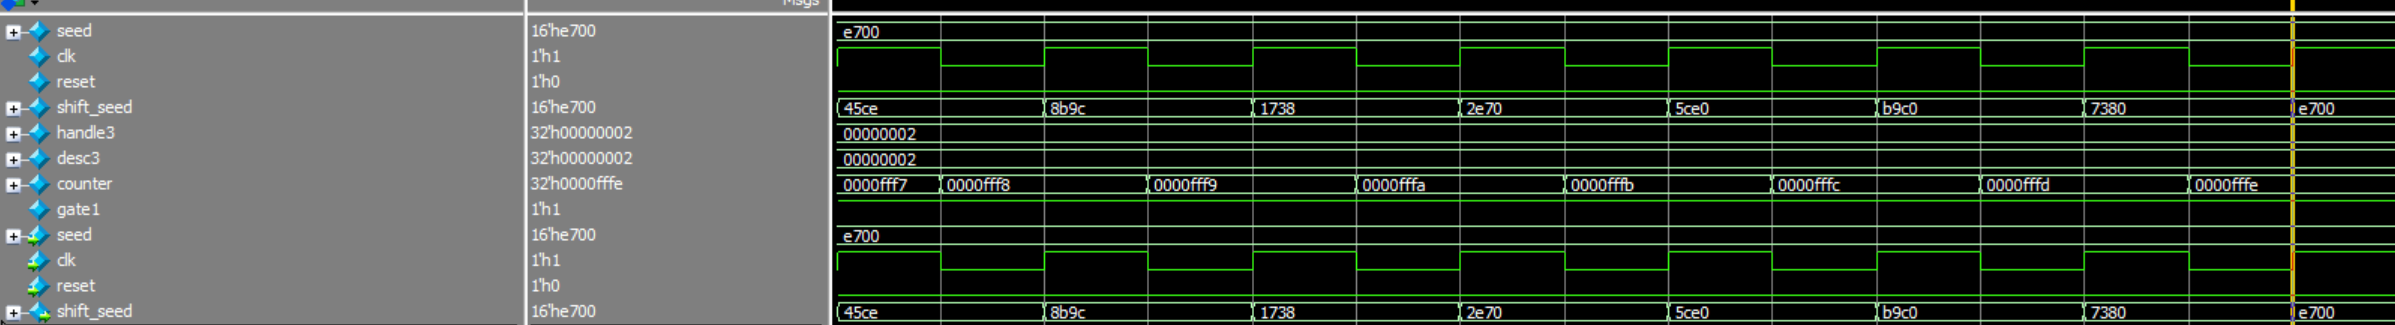 Msgs
seed 16'he700 e700
clk 1'h1
reset 1'h0
shift_seed 16'he700 45ce 8b9c 1738 2e70 5ce0 b9c0 7380 e700
handle3 32'h00000002 00000002
desc3 32'h00000002 00000002
counter 32'h0000fffe 0000fff7 0000fff8 0000fff9 0000fffa 0000fffb 0000fffc 0000fffd 0000fffe
gate1 1'h1
seed 16'he700 e700
clk 1'h1
reset 1'h0
shift_seed 16'he700 45ce 8b9c 1738 2e70 5ce0 b9c0 7380 e700